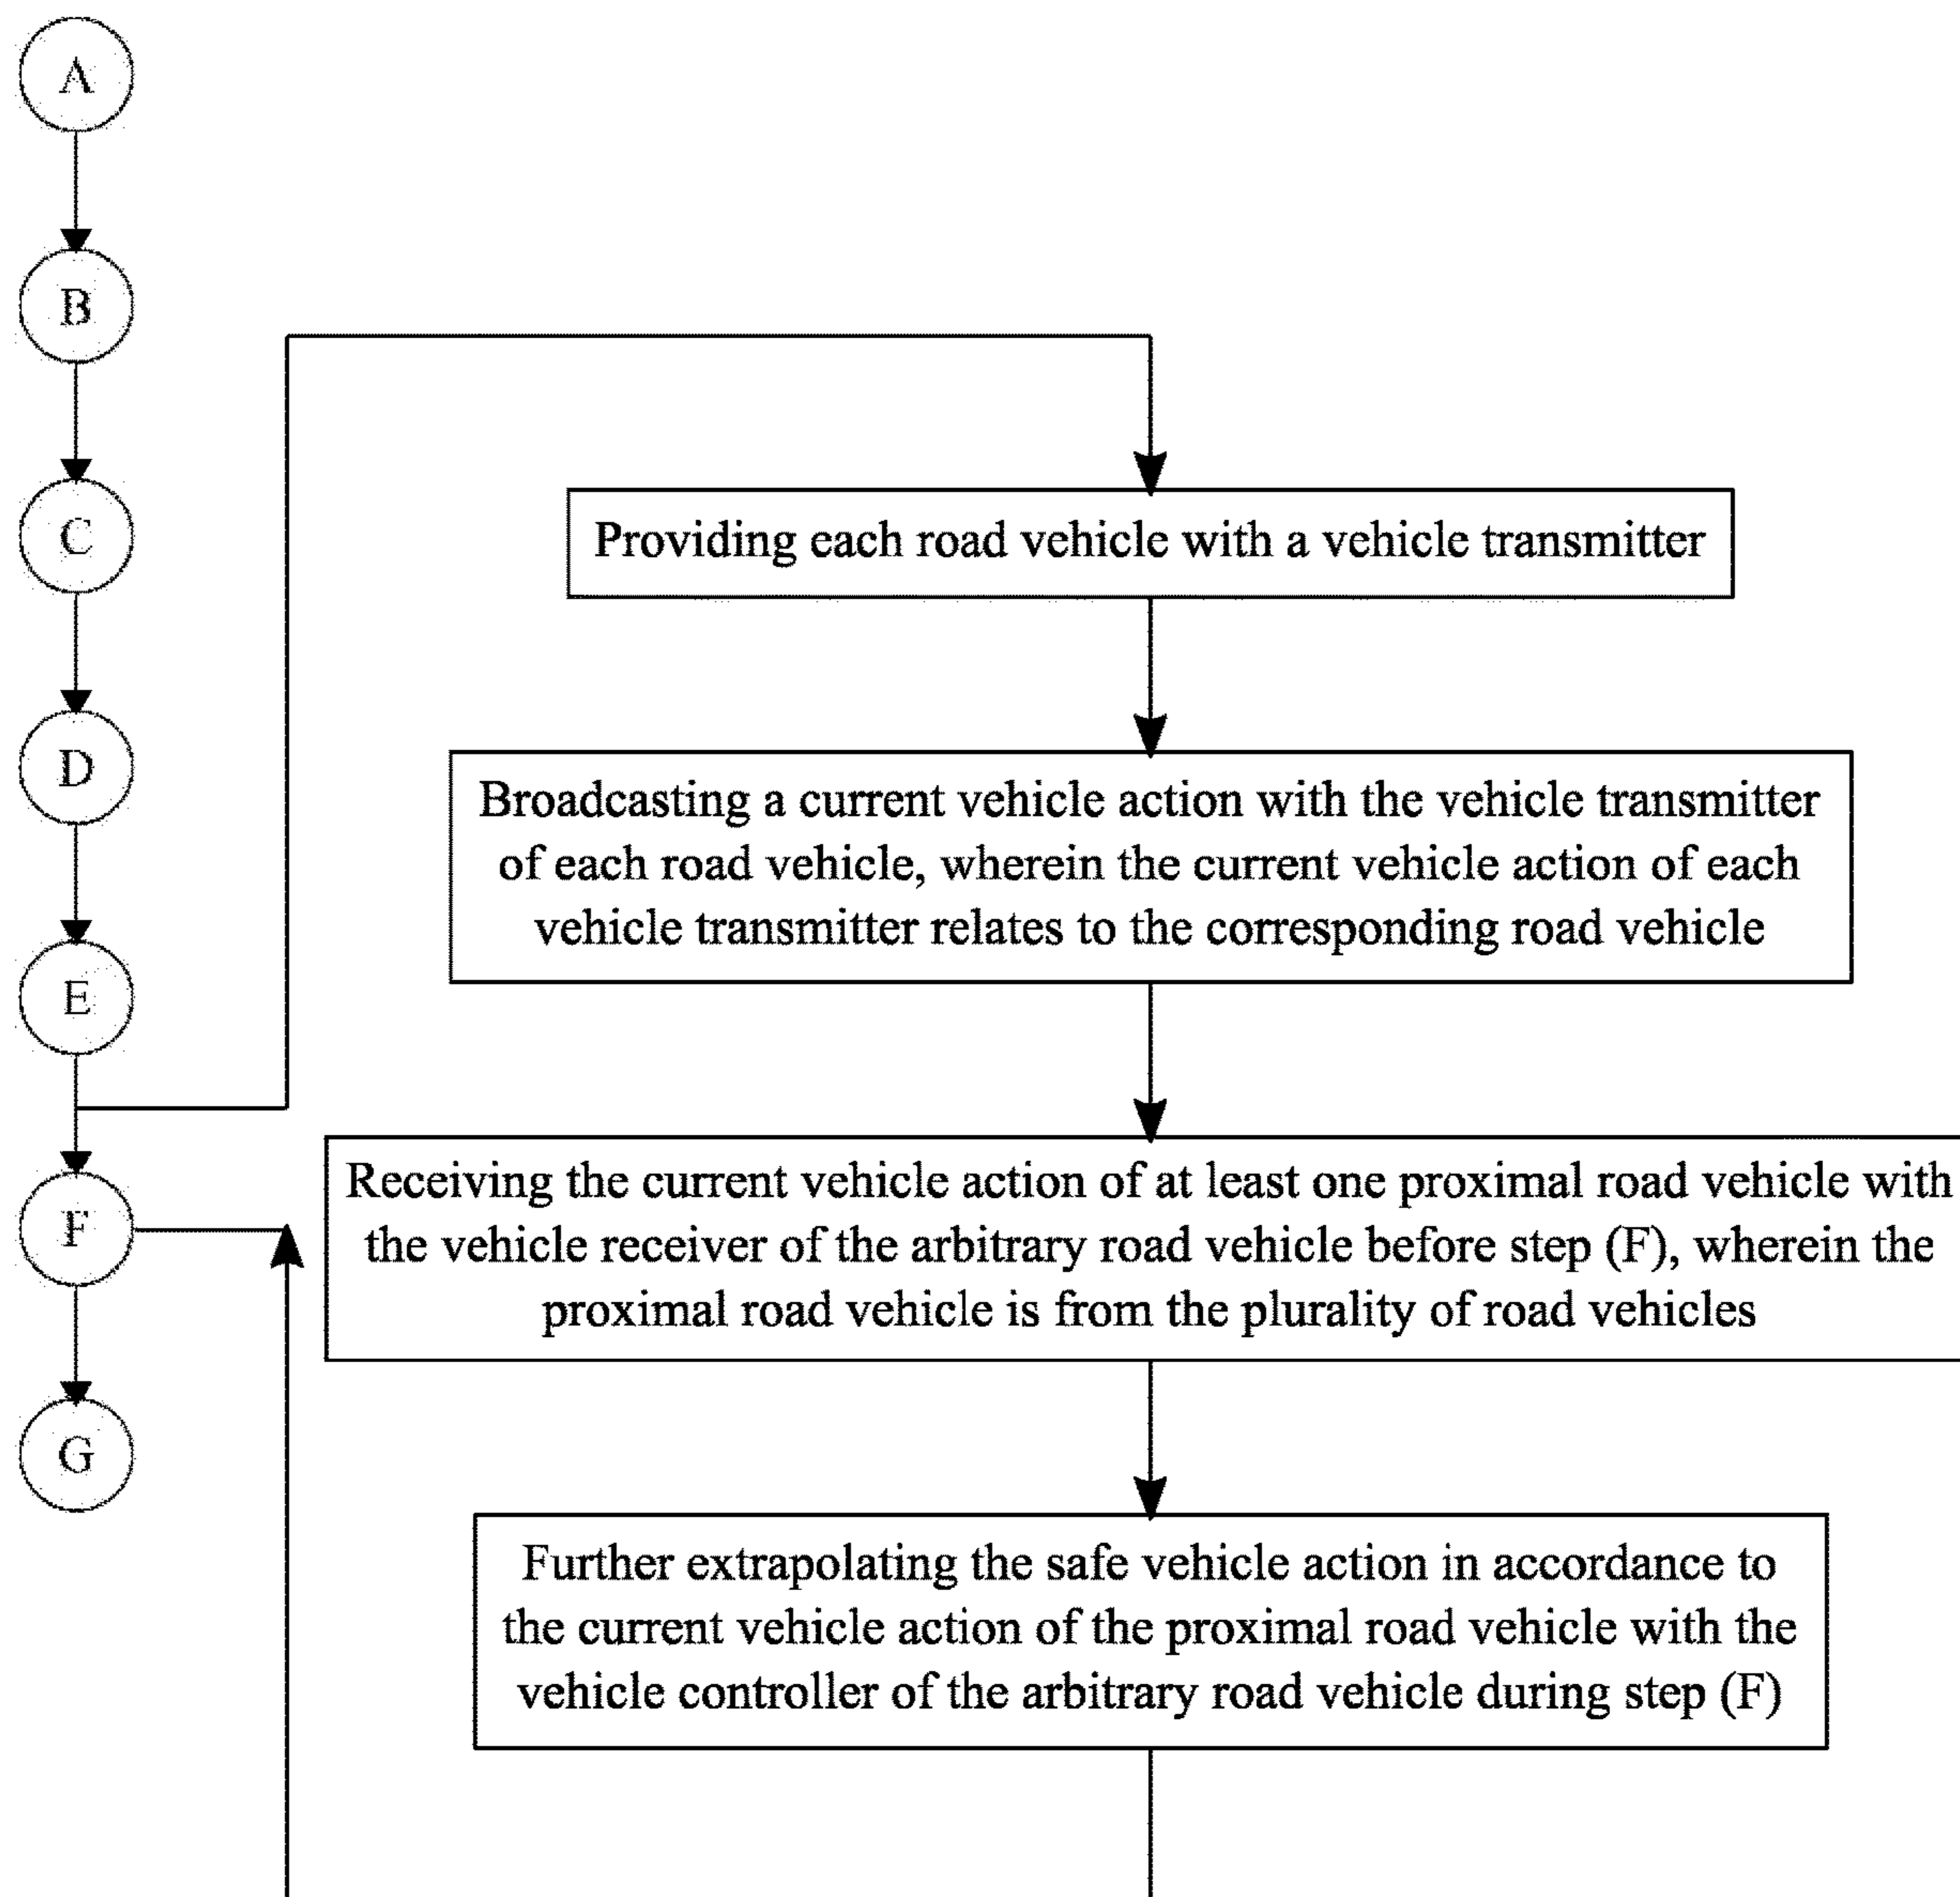 A
B
C
D
E
F
G
Providing each road vehicle with a vehicle transmitter
Broadcasting a current vehicle action with the vehicle transmitter
of each road vehicle, wherein the current vehicle action of each
vehicle transmitter relates to the corresponding road vehicle
Receiving the current vehicle action of at least one proximal road vehicle with
the vehicle receiver of the arbitrary road vehicle before step (F), wherein the
proximal road vehicle is from the plurality of road vehicles
Further extrapolating the safe vehicle action in accordance to
the current vehicle action of the proximal road vehicle with the
vehicle controller of the arbitrary road vehicle during step (F)